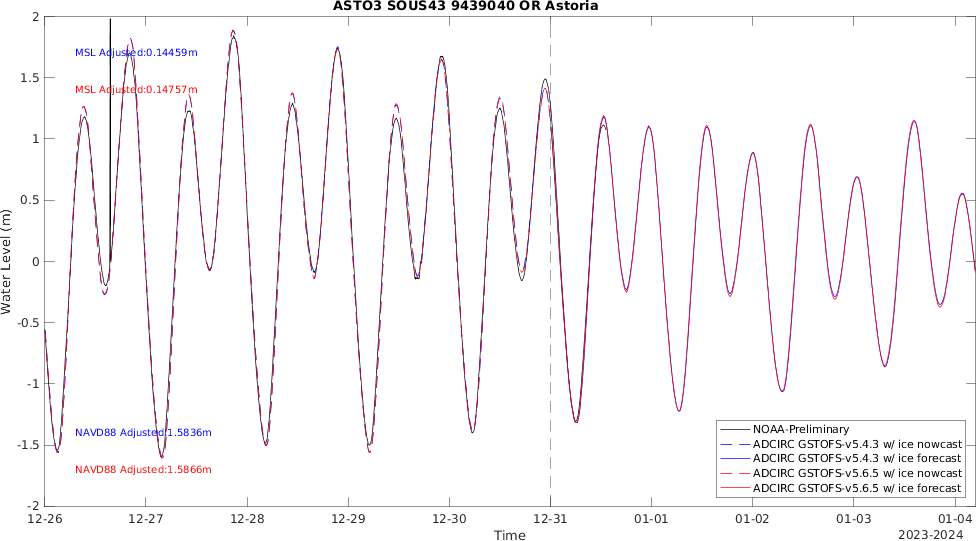 ASTO3 SOUS43 9439040 OR Astoria
2
1.5
1
0.5
0
-0.5
-1
-1.5
-2
Water Level (m)
MSL Adjusted:0.14459m
MSL Adjusted:0.14757m
NAVD88 Adjusted:1.5836m
NAVD88 Adjusted:1.5866m
NOAA-Preliminary
ADCIRC GSTOFS-v5.4.3 w/ ice nowcast
ADCIRC GSTOFS-v5.4.3 w/ ice forecast
ADCIRC GSTOFS-v5.6.5 w/ ice nowcast
ADCIRC GSTOFS-v5.6.5 w/ ice forecast
12-26 12-27 12-28 12-29 12-30 12-31 01-01 01-02 01-03 01-04
Time
2023-2024